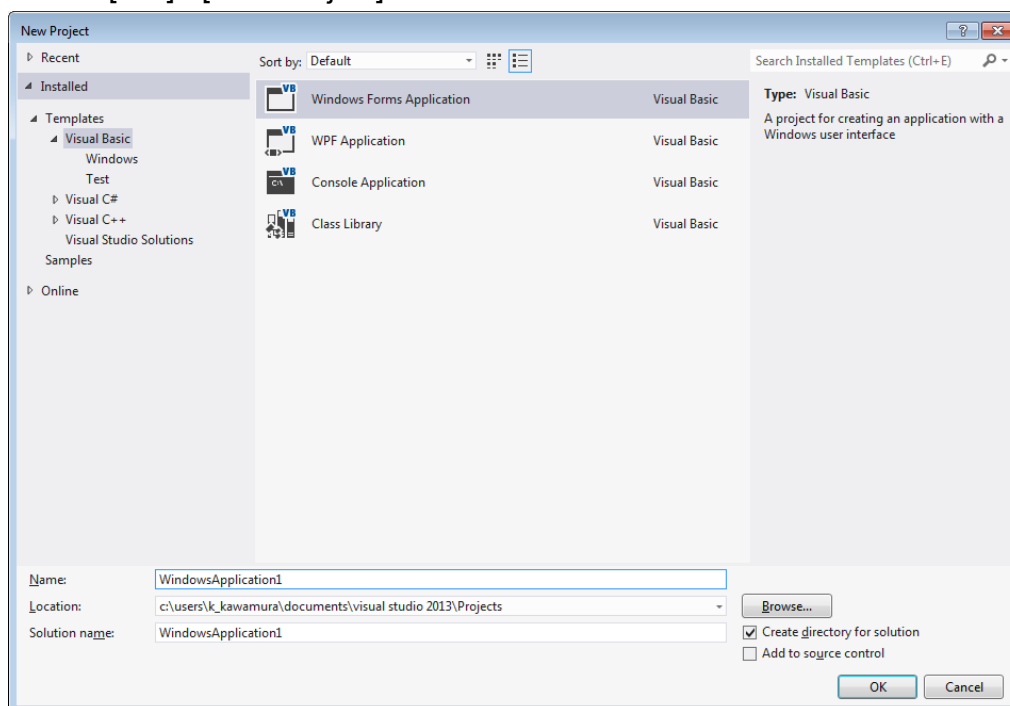 New Project
Recent
Installed
Templates
Visual Basic
Windows
Test
Visual C#
Visual C++
Visual Studio Solutions
Samples
Online
Sort by: Default
VB Windows Forms Application Visual Basic
VB WPF Application Visual Basic
VB C:\ Console Application Visual Basic
VB Class Library Visual Basic
Search Installed Templates (Ctrl+E)
Type: Visual Basic
A project for creating an application with a
Windows user interface
Name: WindowsApplication1
Location: c:\users\k_kawamura\documents\visual studio 2013\Projects
Browse...
Solution name: WindowsApplication1
Create directory for solution
Add to source control
OK Cancel